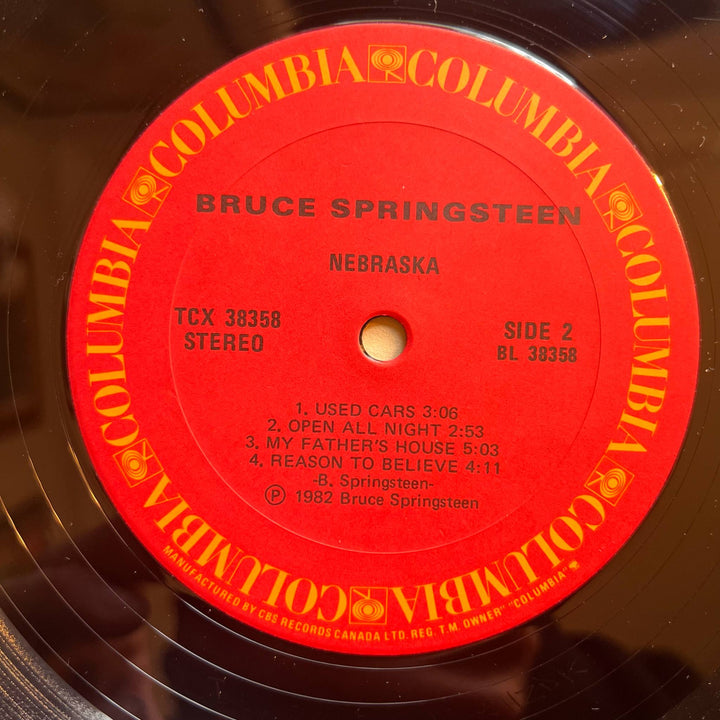 COLUMBIA COLUMBIA COLUMBIA COLUMBIA COLUMBIA COLUMBIA COLUMBIA COLUMBIA
BRUCE SPRINGSTEEN
NEBRASKA
TCX 38358
STEREO
SIDE 2
BL 38358
1. USED CARS 3:06
2. OPEN ALL NIGHT 2:53
3. MY FATHER'S HOUSE 5:03
4. REASON TO BELIEVE 4:11
-B. Springsteen-
Ⓟ 1982 Bruce Springsteen
MANUFACTURED BY CBS RECORDS CANADA LTD. REG. T.M. OWNER" "COLUMBIA"